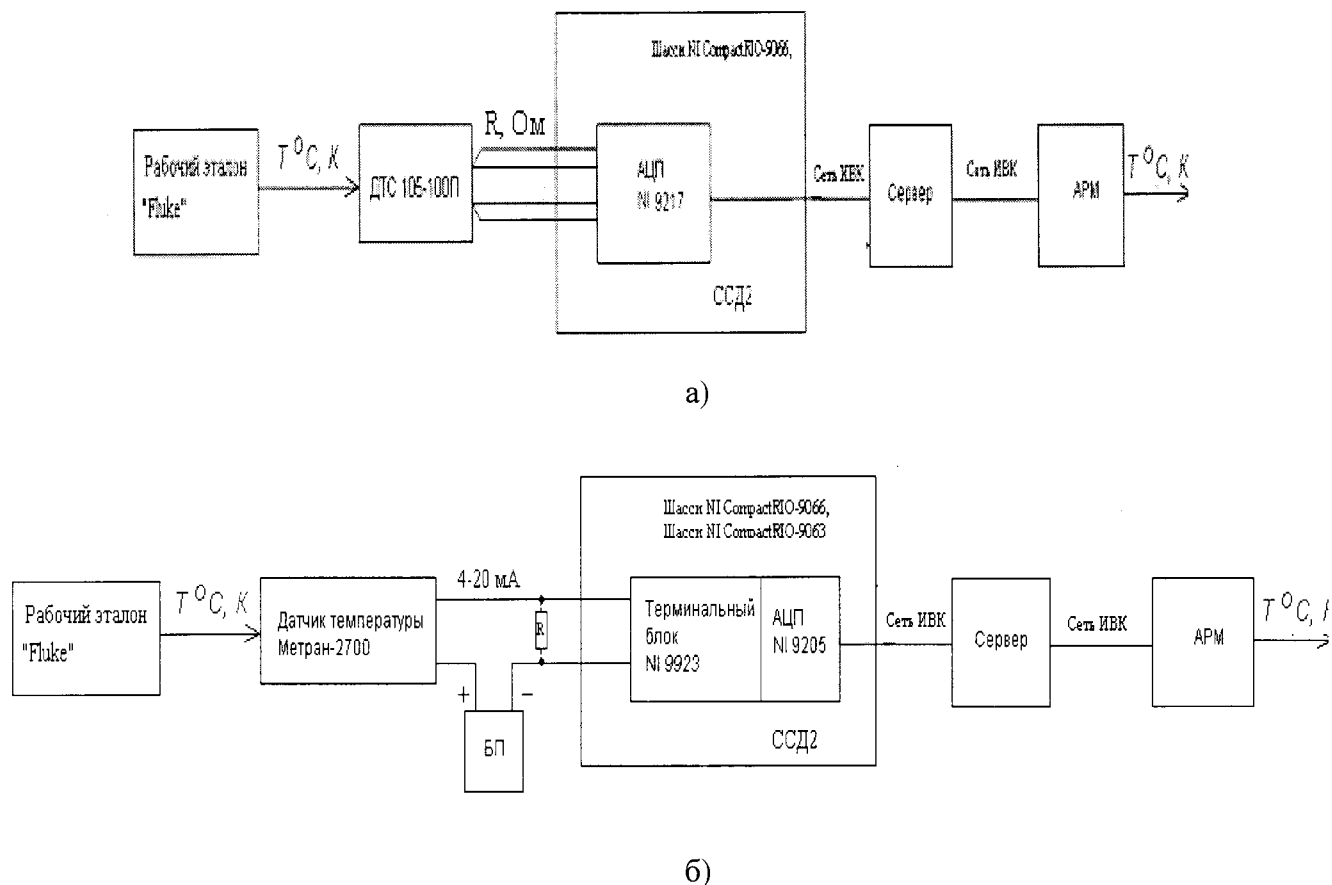 Шасси NI CompactRIO-9066,
Рабочий эталон
"Fluke"
T °C, K
ДТС 105-100П
R, Ом
АЦП
NI 9217
ССД2
Сеть ИВК
Сервер
Сеть ИВК
АРМ
T °C, K
а)
Шасси NI CompactRIO-9066,
Шасси NI CompactRIO-9063
Рабочий эталон
"Fluke"
T °C, K
Датчик температуры
Метран-2700
4-20 мА
R
+
−
БП
Терминальный
блок
NI 9923
АЦП
NI 9205
ССД2
Сеть ИВК
Сервер
Сеть ИВК
АРМ
T °C, K
б)